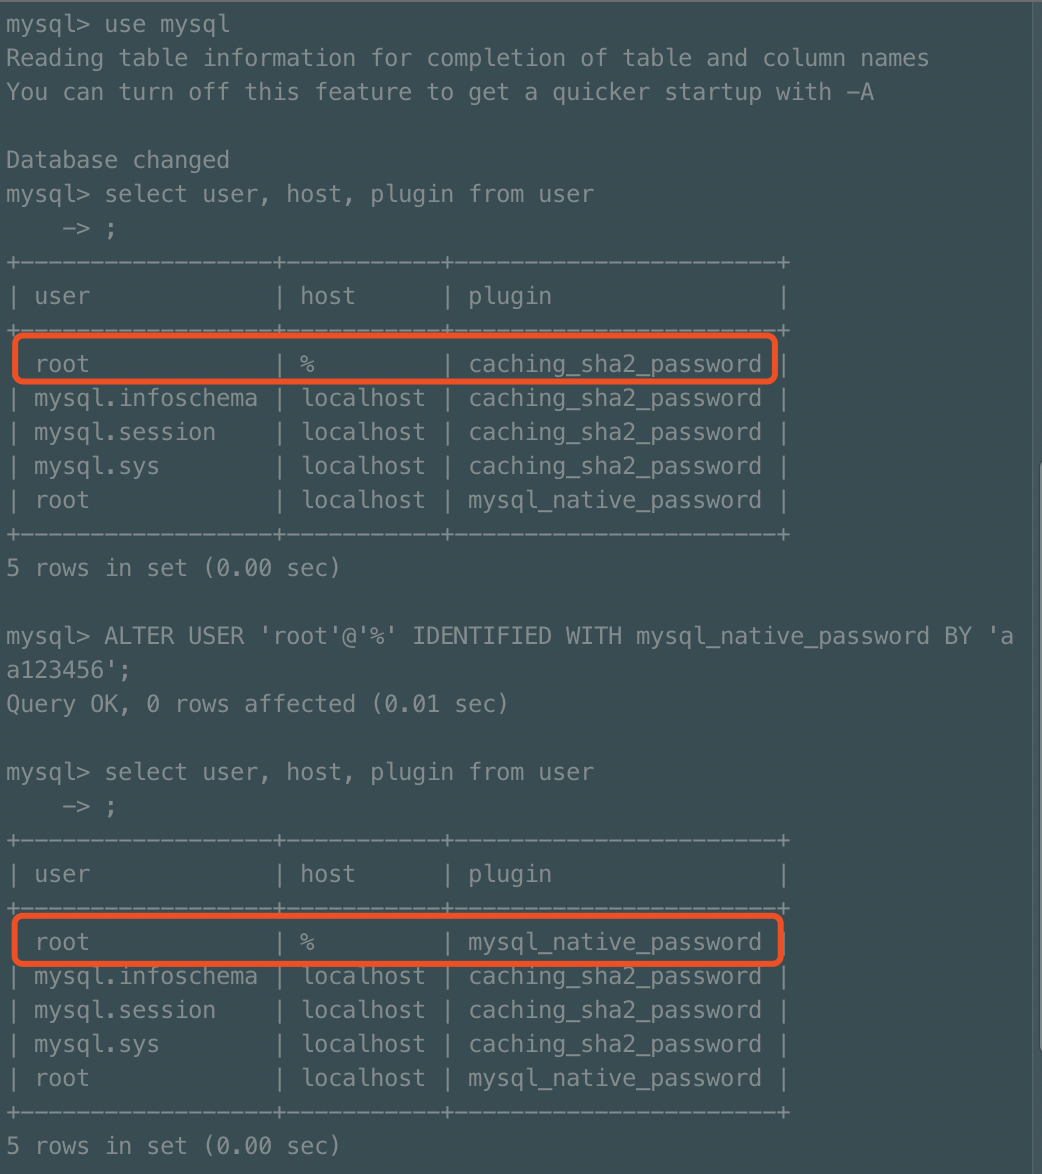 mysql> use mysql
Reading table information for completion of table and column names
You can turn off this feature to get a quicker startup with -A
Database changed
mysql> select user, host, plugin from user
    -> ;
+------------------+-----------+-----------------------+
| user             | host      | plugin                |
+------------------+-----------+-----------------------+
  root             | %         | caching_sha2_password |
| mysql.infoschema | localhost | caching_sha2_password |
| mysql.session    | localhost | caching_sha2_password |
| mysql.sys        | localhost | caching_sha2_password |
| root             | localhost | mysql_native_password |
+------------------+-----------+-----------------------+
5 rows in set (0.00 sec)
mysql> ALTER USER 'root'@'%' IDENTIFIED WITH mysql_native_password BY 'a
a123456';
Query OK, 0 rows affected (0.01 sec)
mysql> select user, host, plugin from user
    -> ;
+------------------+-----------+-----------------------+
| user             | host      | plugin                |
+------------------+-----------+-----------------------+
  root             | %         | mysql_native_password |
| mysql.infoschema | localhost | caching_sha2_password |
| mysql.session    | localhost | caching_sha2_password |
| mysql.sys        | localhost | caching_sha2_password |
| root             | localhost | mysql_native_password |
+------------------+-----------+-----------------------+
5 rows in set (0.00 sec)